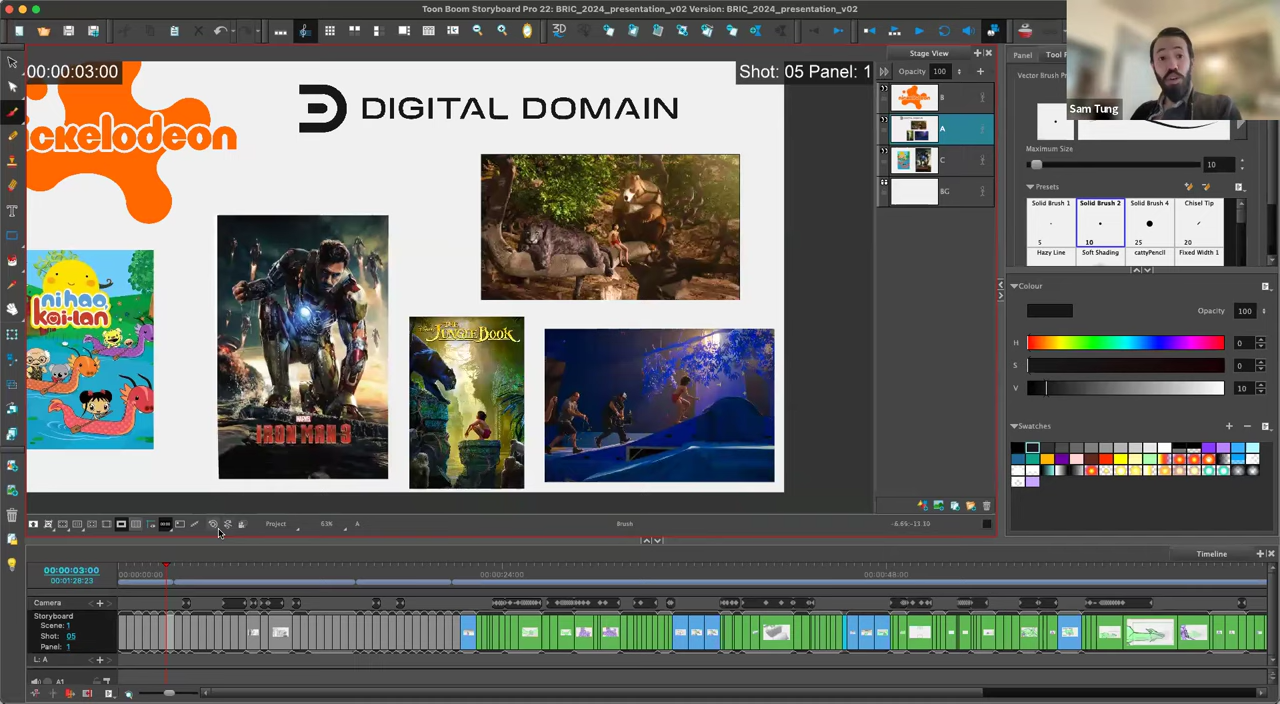 Toon Boom Storyboard Pro 22: BRIC_2024_presentation_v02 Version: BRIC_2024_presentation_v02
3D
00:00:03:00
Shot: 05 Panel: 1
Stage View
Opacity 100
B
A
C
BG
Panel
Tool
Vector Brush
Sam Tung
Maximum Size
10
Presets
Solid Brush 1
Solid Brush 2
Solid Brush 4
Chisel Tip
5
10
25
20
Hazy Line
Soft Shading
cattyPencil
Fixed Width 1
Colour
Opacity: 100
H 0
S 0
V 10
Swatches
ickelodeon
DIGITAL DOMAIN
ni hao,
kai-lan
MARVEL
IRON MAN 3
THE
JUNGLE BOOK
Project
63%
A
Brush
Timeline
00:00:03:00
00:01:28:23
00:00:00:00
00:00:24:00
00:00:48:00
Camera
Storyboard
Scene: 1
Shot: 05
Panel: 1
L: A
A1